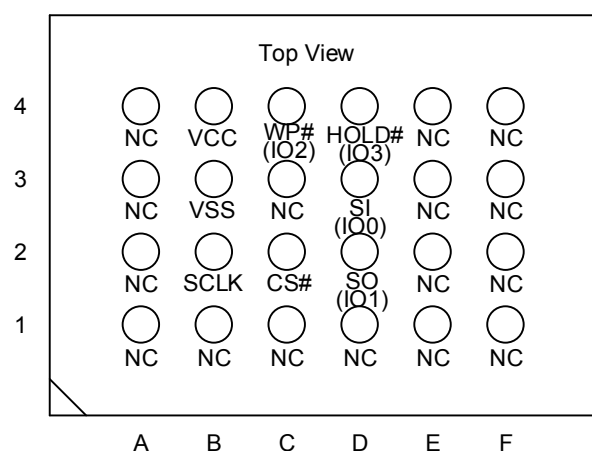 Top View
4
NC VCC WP# (IO2) HOLD# (IO3) NC NC
3
NC VSS NC SI (IO0) NC NC
2
NC SCLK CS# SO (IO1) NC NC
1
NC NC NC NC NC NC
A B C D E F